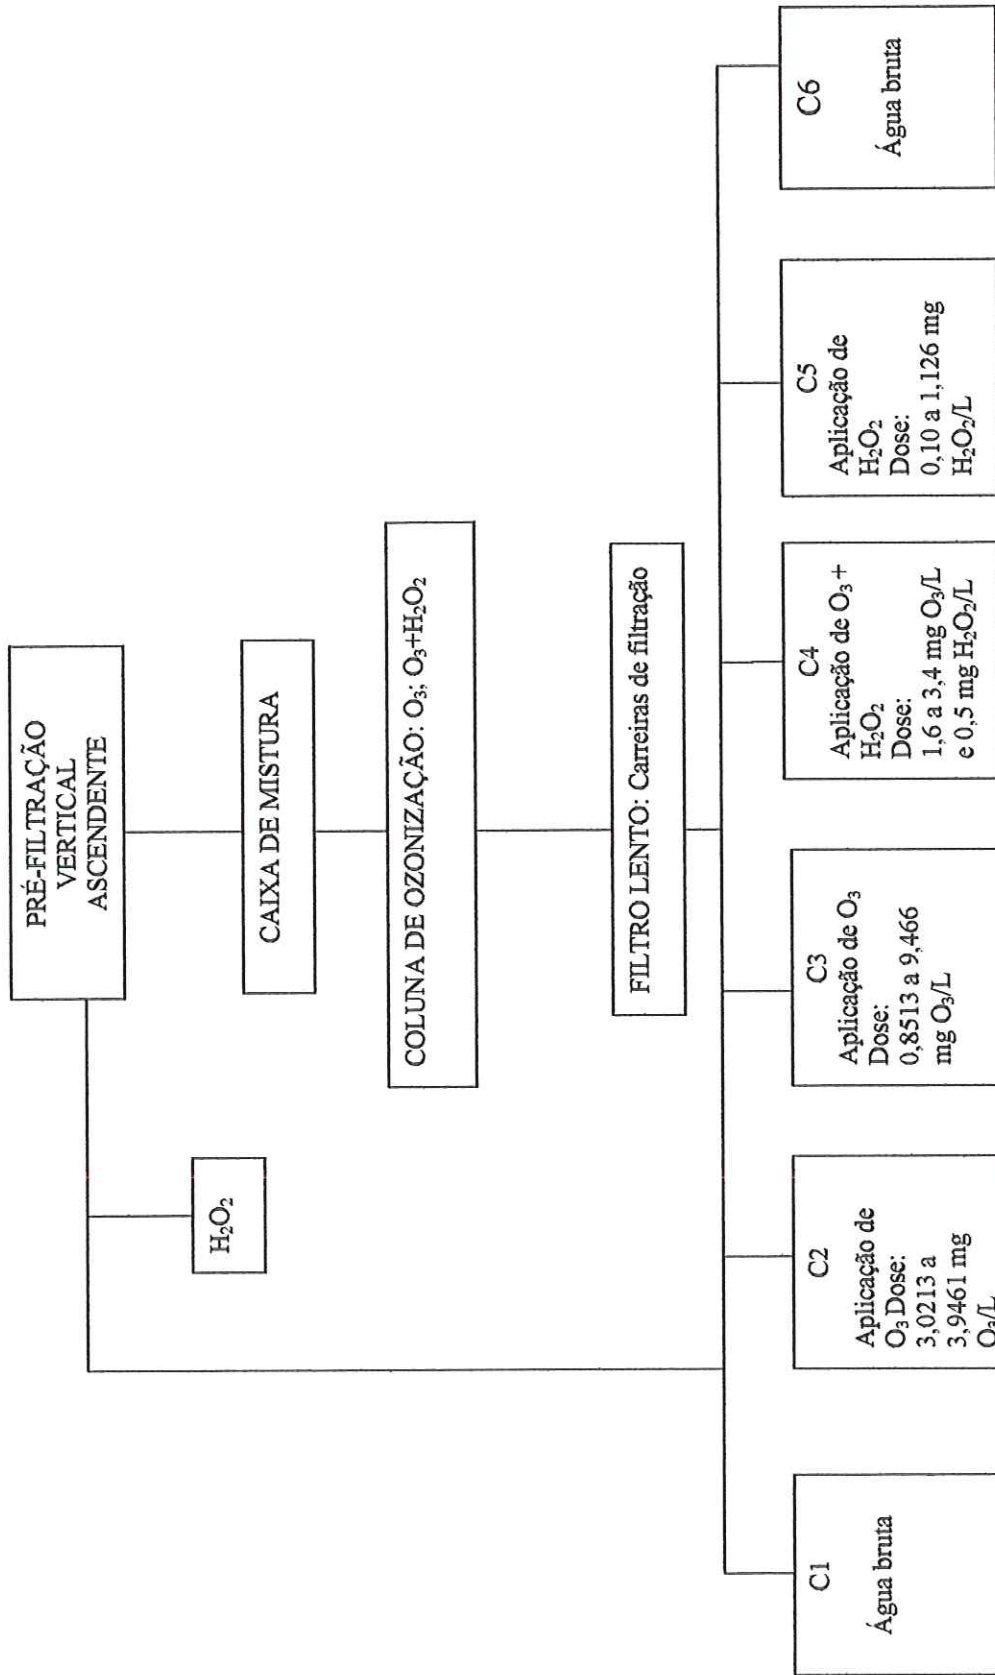 PRÉ-FILTRAÇÃO
VERTICAL
ASCENDENTE
H₂O₂
CAIXA DE MISTURA
COLUNA DE OZONIZAÇÃO: O₃; O₃+H₂O₂
FILTRO LENTO: Carreiras de filtração
C1
Água bruta
C2
Aplicação de
O₃ Dose:
3,0213 a
3,9461 mg
O₃/L
C3
Aplicação de O₃
Dose:
0,8513 a 9,466
mg O₃/L
C4
Aplicação de O₃+
H₂O₂
Dose:
1,6 a 3,4 mg O₃/L
e 0,5 mg H₂O₂/L
C5
Aplicação de
H₂O₂
Dose:
0,10 a 1,126 mg
H₂O₂/L
C6
Água bruta